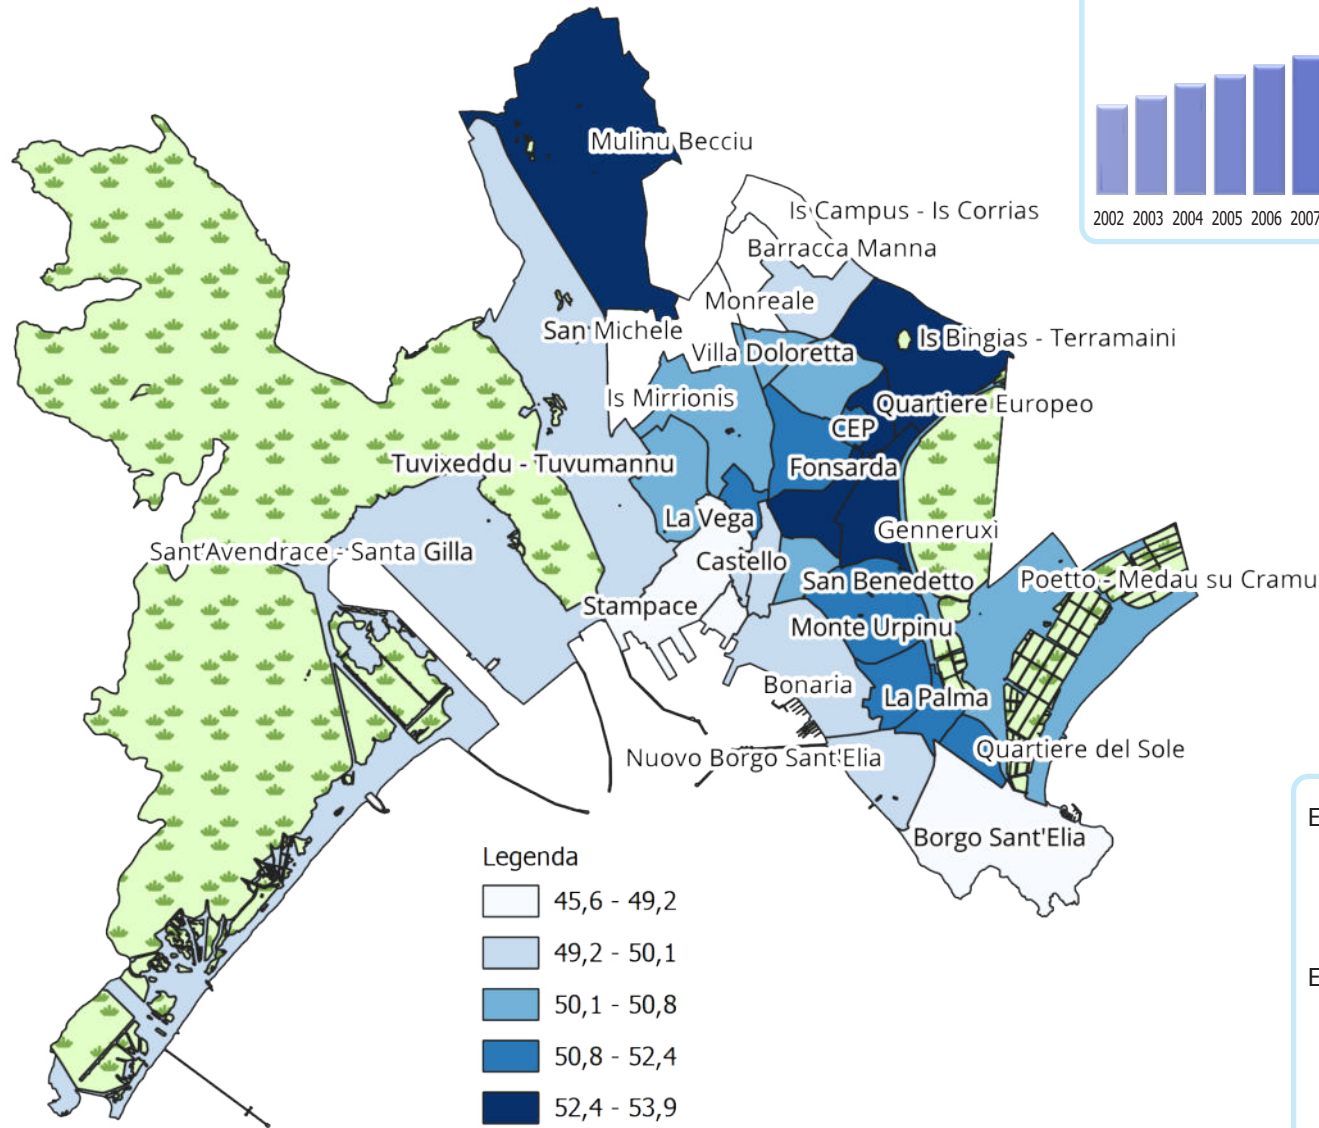 Mulinu Becciu
Is Campus - Is Corrias
2002 2003 2004 2005 2006 2007
Barracca Manna
Monreale
San Michele
Is Bingias - Terramaini
Villa Doloretta
Is Mirrionis
Quartiere Europeo
CEP
Tuvixeddu - Tuvumannu
Fonsarda
La Vega
Genneruxi
Sant'Avendrace - Santa Gilla
Castello
San Benedetto
Poetto - Medau su Cramu
Stampace
Monte Urpinu
Bonaria
La Palma
Nuovo Borgo Sant'Elia
Quartiere del Sole
E
Borgo Sant'Elia
Legenda
45,6 - 49,2
49,2 - 50,1
E
50,1 - 50,8
50,8 - 52,4
52,4 - 53,9